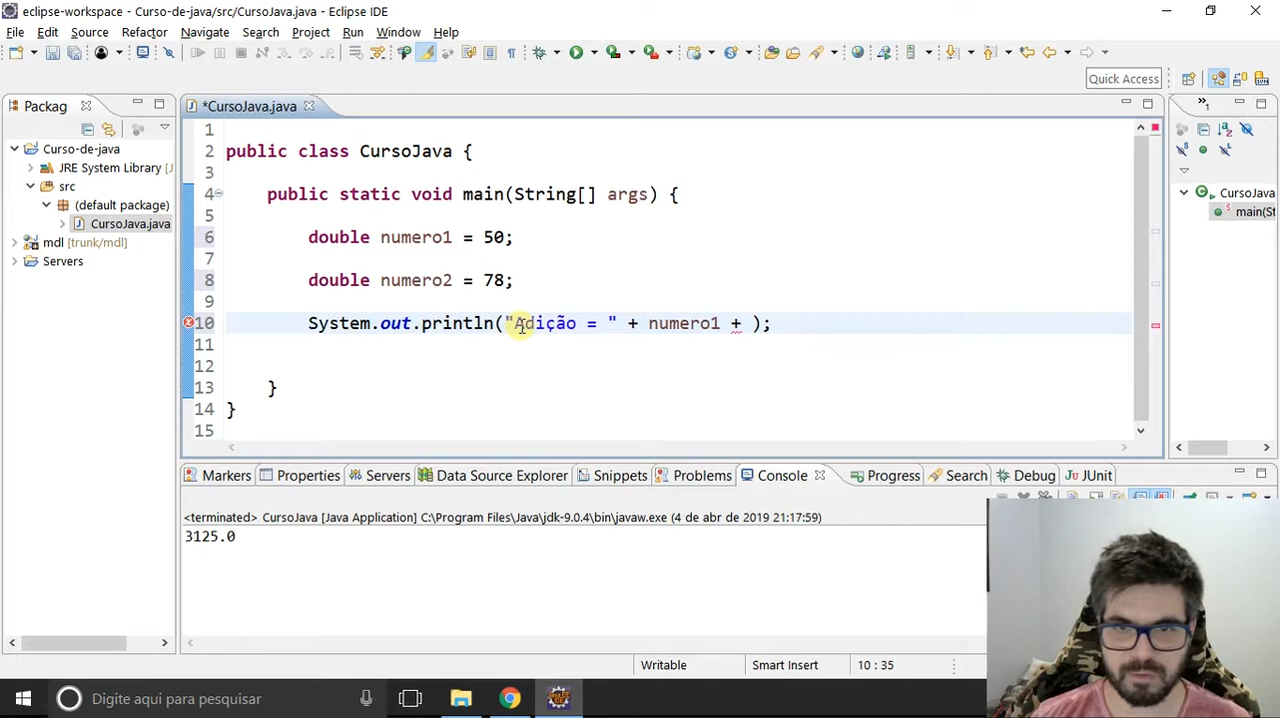 eclipse-workspace - Curso-de-java/src/CursoJava.java - Eclipse IDE
File Edit Source Refactor Navigate Search Project Run Window Help
Quick Access
Packag
*CursoJava.java
Curso-de-java
JRE System Library [J
src
(default package)
CursoJava.java
mdl [trunk/mdl]
Servers
1
2 public class CursoJava {
3
4 public static void main(String[] args) {
5
6 double numero1 = 50;
7
8 double numero2 = 78;
9
10 System.out.println("Adição = " + numero1 + );
11
12
13 }
14 }
15
CursoJava
main(St
Markers Properties Servers Data Source Explorer Snippets Problems Console Progress Search Debug JUnit
<terminated> CursoJava [Java Application] C:\Program Files\Java\jdk-9.0.4\bin\javaw.exe (4 de abr de 2019 21:17:59)
3125.0
Writable Smart Insert 10 : 35
Digite aqui para pesquisar